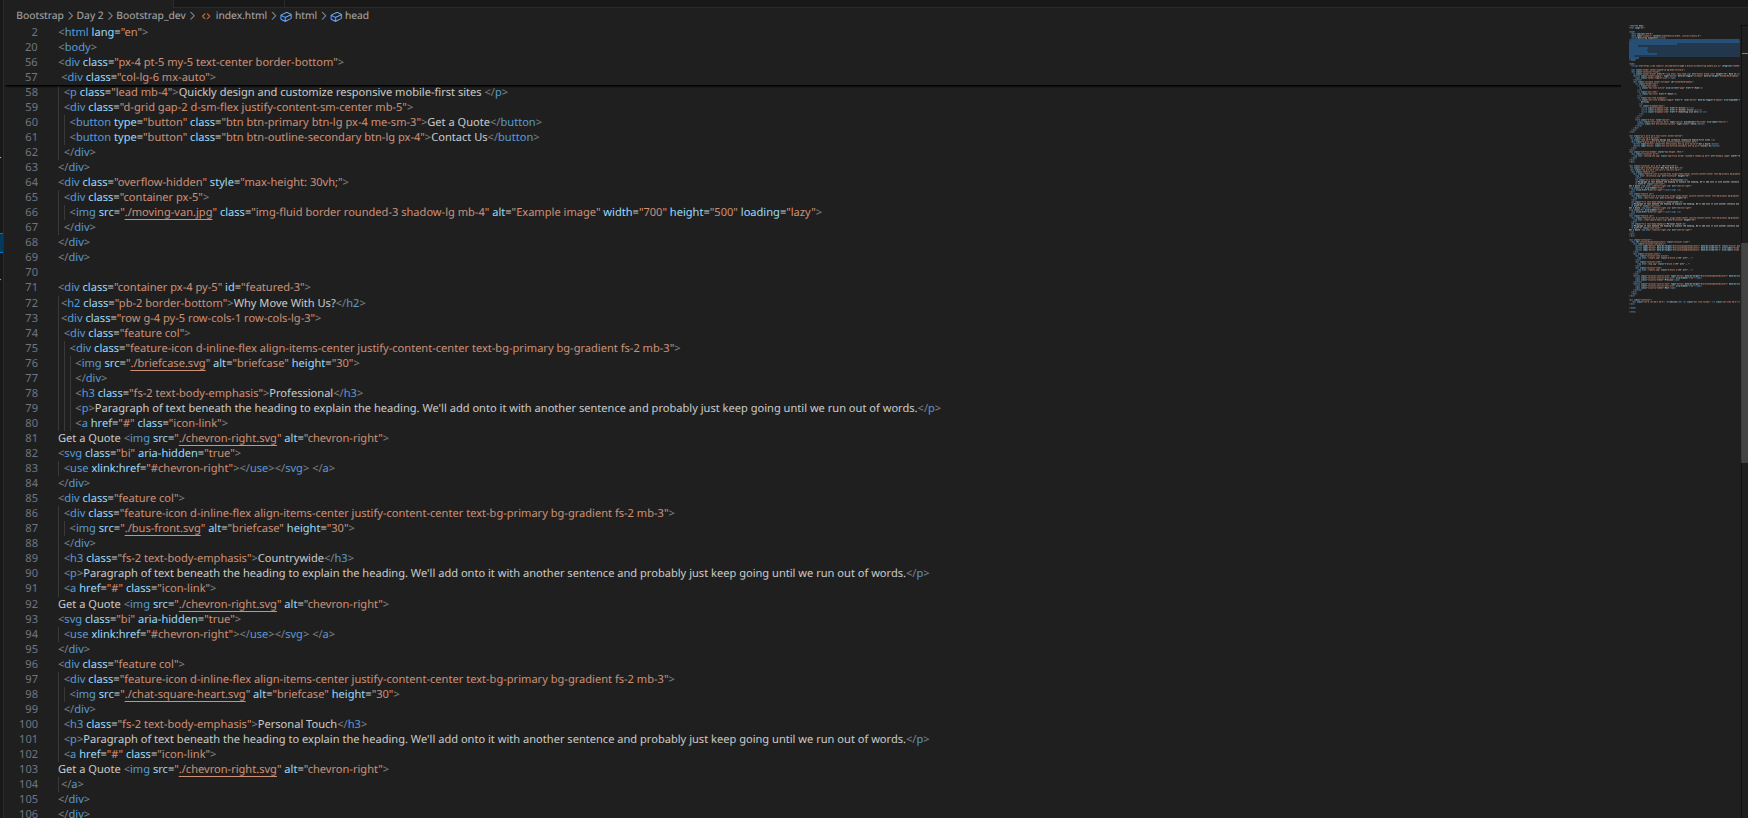 Bootstrap > Day 2 > Bootstrap_dev > <> index.html > html > head
2 <html lang="en">
20 <body>
56 <div class="px-4 pt-5 my-5 text-center border-bottom">
57 <div class="col-lg-6 mx-auto">
58 <p class="lead mb-4">Quickly design and customize responsive mobile-first sites </p>
59 <div class="d-grid gap-2 d-sm-flex justify-content-sm-center mb-5">
60 <button type="button" class="btn btn-primary btn-lg px-4 me-sm-3">Get a Quote</button>
61 <button type="button" class="btn btn-outline-secondary btn-lg px-4">Contact Us</button>
62 </div>
63 </div>
64 <div class="overflow-hidden" style="max-height: 30vh;">
65 <div class="container px-5">
66 <img src="./moving-van.jpg" class="img-fluid border rounded-3 shadow-lg mb-4" alt="Example image" width="700" height="500" loading="lazy">
67 </div>
68 </div>
69 </div>
70
71 <div class="container px-4 py-5" id="featured-3">
72 <h2 class="pb-2 border-bottom">Why Move With Us?</h2>
73 <div class="row g-4 py-5 row-cols-1 row-cols-lg-3">
74 <div class="feature col">
75 <div class="feature-icon d-inline-flex align-items-center justify-content-center text-bg-primary bg-gradient fs-2 mb-3">
76 <img src="./briefcase.svg" alt="briefcase" height="30">
77 </div>
78 <h3 class="fs-2 text-body-emphasis">Professional</h3>
79 <p>Paragraph of text beneath the heading to explain the heading. We'll add onto it with another sentence and probably just keep going until we run out of words.</p>
80 <a href="#" class="icon-link">
81 Get a Quote <img src="./chevron-right.svg" alt="chevron-right">
82 <svg class="bi" aria-hidden="true">
83 <use xlink:href="#chevron-right"></use></svg> </a>
84 </div>
85 <div class="feature col">
86 <div class="feature-icon d-inline-flex align-items-center justify-content-center text-bg-primary bg-gradient fs-2 mb-3">
87 <img src="./bus-front.svg" alt="briefcase" height="30">
88 </div>
89 <h3 class="fs-2 text-body-emphasis">Countrywide</h3>
90 <p>Paragraph of text beneath the heading to explain the heading. We'll add onto it with another sentence and probably just keep going until we run out of words.</p>
91 <a href="#" class="icon-link">
92 Get a Quote <img src="./chevron-right.svg" alt="chevron-right">
93 <svg class="bi" aria-hidden="true">
94 <use xlink:href="#chevron-right"></use></svg> </a>
95 </div>
96 <div class="feature col">
97 <div class="feature-icon d-inline-flex align-items-center justify-content-center text-bg-primary bg-gradient fs-2 mb-3">
98 <img src="./chat-square-heart.svg" alt="briefcase" height="30">
99 </div>
100 <h3 class="fs-2 text-body-emphasis">Personal Touch</h3>
101 <p>Paragraph of text beneath the heading to explain the heading. We'll add onto it with another sentence and probably just keep going until we run out of words.</p>
102 <a href="#" class="icon-link">
103 Get a Quote <img src="./chevron-right.svg" alt="chevron-right">
104 </a>
105 </div>
106 </div>